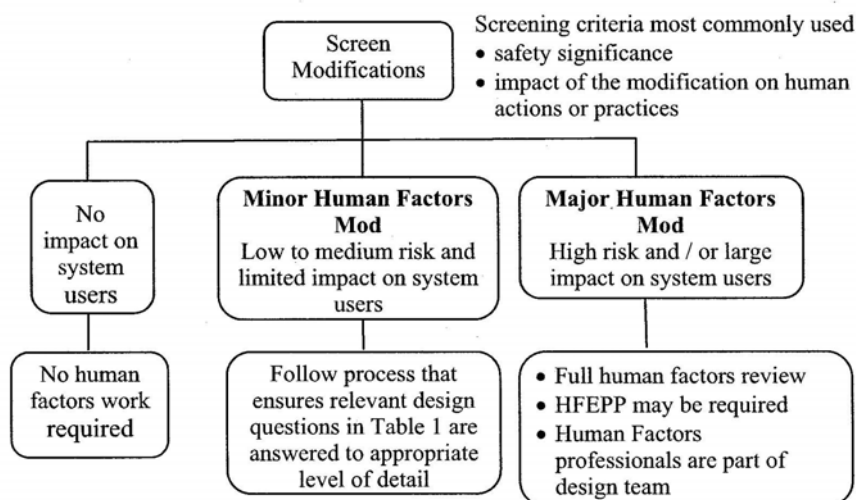 Screen
Modifications
Screening criteria most commonly used
• safety significance
• impact of the modification on human
actions or practices
No
impact on
system
users
Minor Human Factors
Mod
Low to medium risk and
limited impact on system
users
Major Human Factors
Mod
High risk and / or large
impact on system users
No human
factors work
required
Follow process that
ensures relevant design
questions in Table 1 are
answered to appropriate
level of detail
• Full human factors review
• HFEPP may be required
• Human Factors
professionals are part of
design team